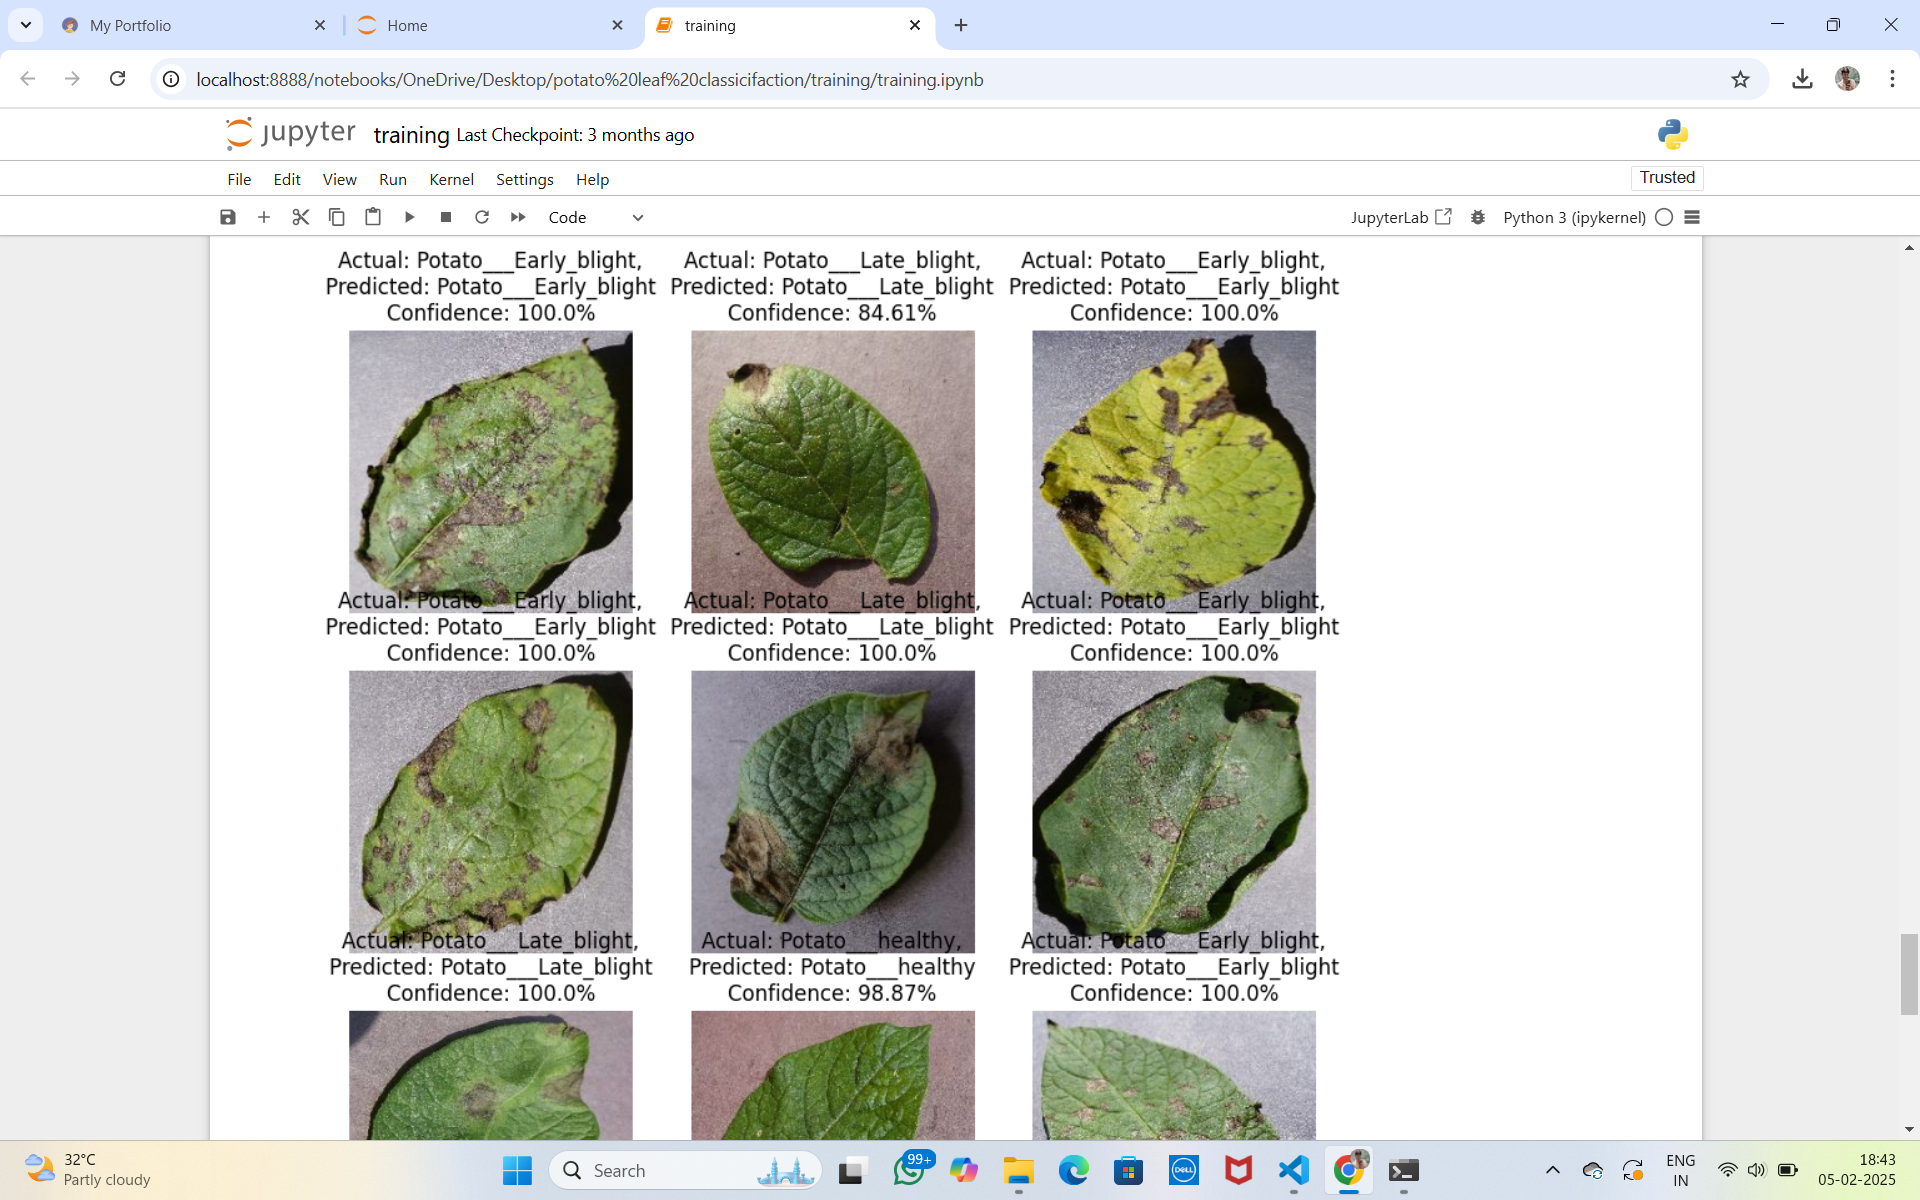 My Portfolio
Home
training
localhost:8888/notebooks/OneDrive/Desktop/potato%20leaf%20classicifaction/training/training.ipynb
jupyter training Last Checkpoint: 3 months ago
File Edit View Run Kernel Settings Help
Trusted
Code
JupyterLab
Python 3 (ipykernel)
Actual: Potato___Early_blight,
Predicted: Potato___Early_blight
Confidence: 100.0%
Actual: Potato___Late_blight,
Predicted: Potato___Late_blight
Confidence: 84.61%
Actual: Potato___Early_blight,
Predicted: Potato___Early_blight
Confidence: 100.0%
Actual: Potato___Early_blight,
Predicted: Potato___Early_blight
Confidence: 100.0%
Actual: Potato___Late_blight,
Predicted: Potato___Late_blight
Confidence: 100.0%
Actual: Potato___Early_blight,
Predicted: Potato___Early_blight
Confidence: 100.0%
Actual: Potato___Late_blight,
Predicted: Potato___Late_blight
Confidence: 100.0%
Actual: Potato___healthy,
Predicted: Potato___healthy
Confidence: 98.87%
Actual: Potato___Early_blight,
Predicted: Potato___Early_blight
Confidence: 100.0%
32°C
Partly cloudy
Search
99+
DELL
ENG
IN
18:43
05-02-2025